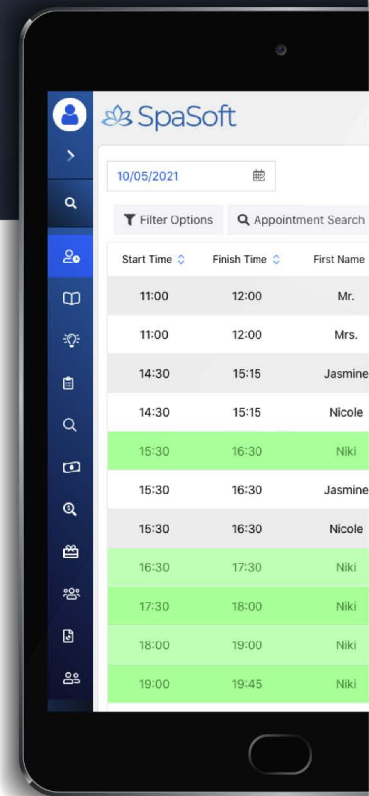 SpaSoft
10/05/2021
Filter Options Appointment Search
Start Time Finish Time First Name
11:00 12:00 Mr.
11:00 12:00 Mrs.
14:30 15:15 Jasmine
14:30 15:15 Nicole
15:30 16:30 Niki
15:30 16:30 Jasmine
15:30 16:30 Nicole
16:30 17:30 Niki
17:30 18:00 Niki
18:00 19:00 Niki
19:00 19:45 Niki